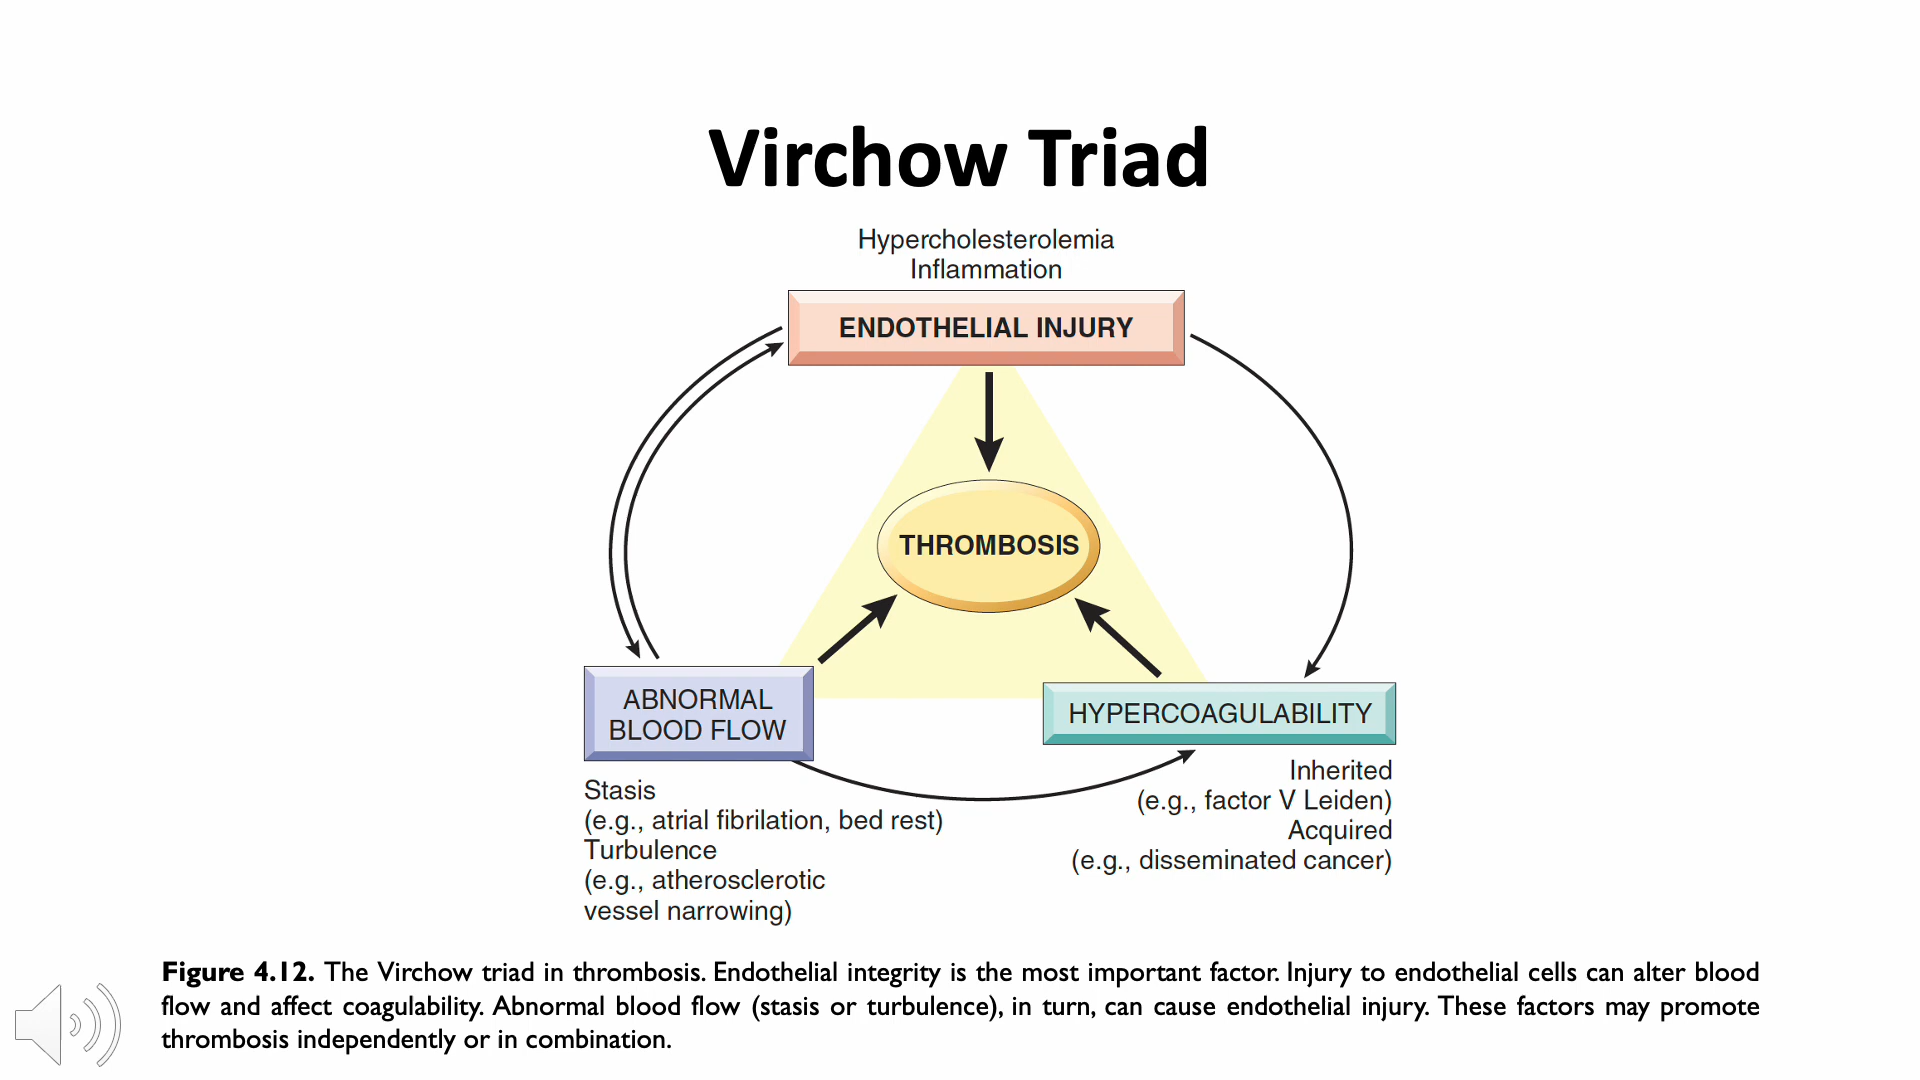 Virchow Triad
Hypercholesterolemia
Inflammation
ENDOTHELIAL INJURY
THROMBOSIS
ABNORMAL
BLOOD FLOW
HYPERCOAGULABILITY
Stasis
(e.g., atrial fibrilation, bed rest)
Turbulence
(e.g., atherosclerotic
vessel narrowing)
Inherited
(e.g., factor V Leiden)
Acquired
(e.g., disseminated cancer)
Figure 4.12. The Virchow triad in thrombosis. Endothelial integrity is the most important factor. Injury to endothelial cells can alter blood
flow and affect coagulability. Abnormal blood flow (stasis or turbulence), in turn, can cause endothelial injury. These factors may promote
thrombosis independently or in combination.